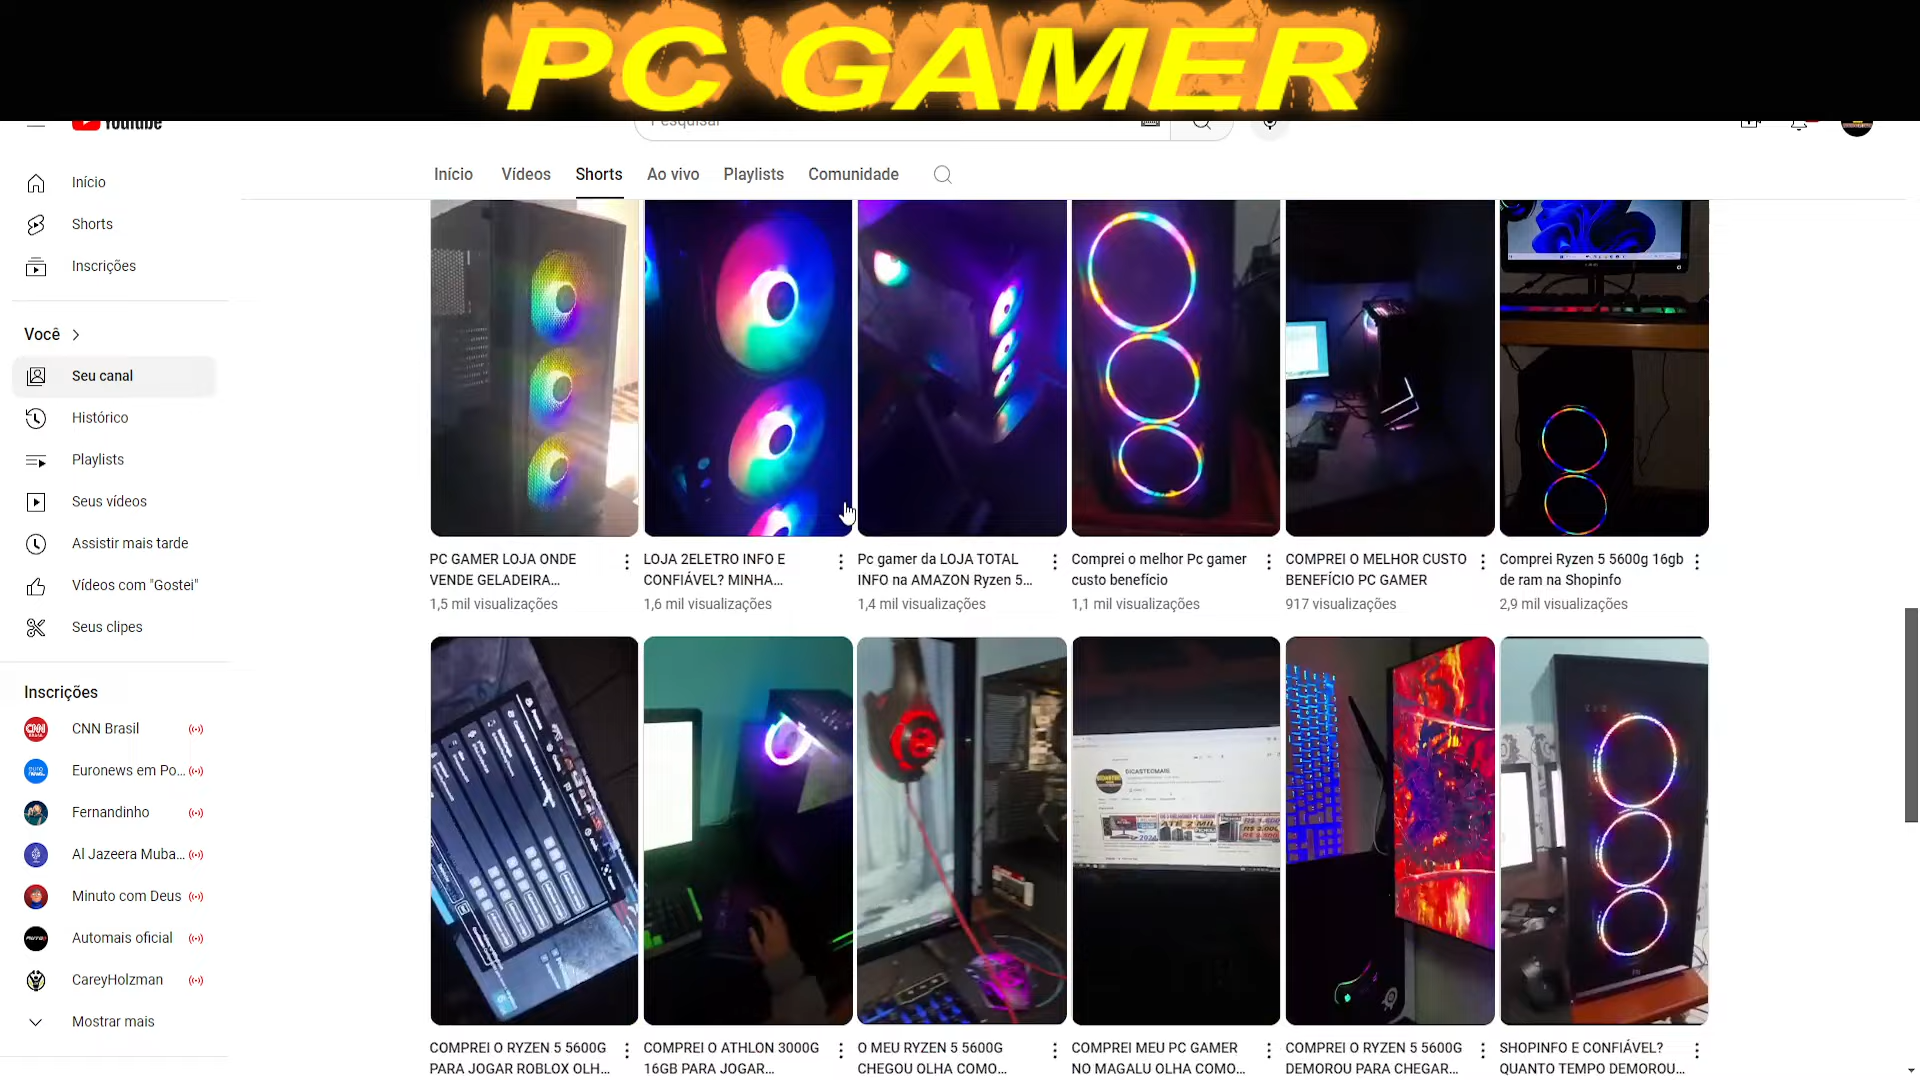 PC GAMER
YouTube
Pesquisar
Início
Vídeos
Shorts
Ao vivo
Playlists
Comunidade
Início
Shorts
Inscrições
Você
Seu canal
Histórico
Playlists
Seus vídeos
Assistir mais tarde
Vídeos com "Gostei"
Seus clipes
Inscrições
CNN Brasil
Euronews em Po...
Fernandinho
Al Jazeera Muba...
Minuto com Deus
Automais oficial
CareyHolzman
Mostrar mais
PC GAMER LOJA ONDE
VENDE GELADEIRA...
1,5 mil visualizações
LOJA 2ELETRO INFO E
CONFIÁVEL? MINHA...
1,6 mil visualizações
Pc gamer da LOJA TOTAL
INFO na AMAZON Ryzen 5...
1,4 mil visualizações
Comprei o melhor Pc gamer
custo benefício
1,1 mil visualizações
COMPREI O MELHOR CUSTO
BENEFÍCIO PC GAMER
917 visualizações
Comprei Ryzen 5 5600g 16gb
de ram na Shopinfo
2,9 mil visualizações
DICASTECMAIS
ATÉ 2 MIL
COMPREI O RYZEN 5 5600G
PARA JOGAR ROBLOX OLH...
COMPREI O ATHLON 3000G
16GB PARA JOGAR...
O MEU RYZEN 5 5600G
CHEGOU OLHA COMO...
COMPREI MEU PC GAMER
NO MAGALU OLHA COMO...
COMPREI O RYZEN 5 5600G
DEMOROU PARA CHEGAR...
SHOPINFO E CONFIÁVEL?
QUANTO TEMPO DEMOROU...